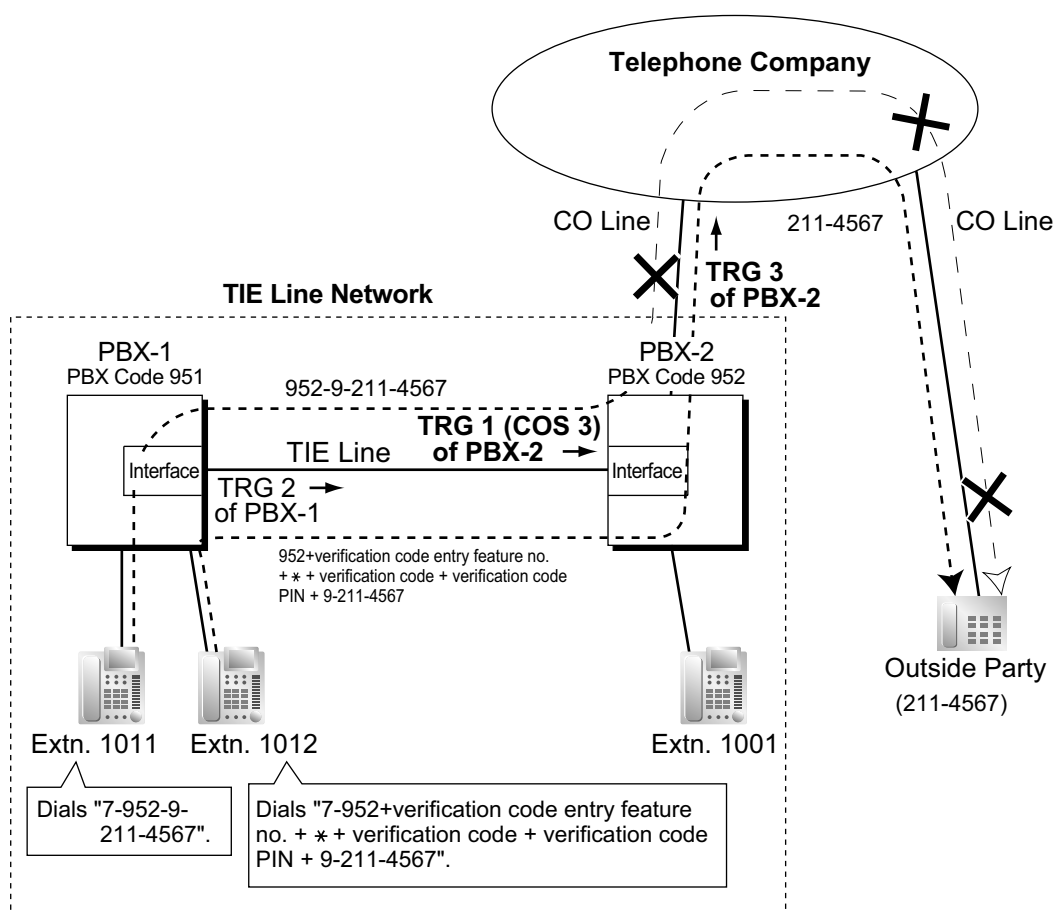 Telephone Company
CO Line
211-4567
CO Line
TRG 3
of PBX-2
TIE Line Network
PBX-1
PBX Code 951
PBX-2
PBX Code 952
952-9-211-4567
TRG 1 (COS 3)
of PBX-2
TIE Line
Interface
Interface
TRG 2
of PBX-1
952+verification code entry feature no.
+ * + verification code + verification code
PIN + 9-211-4567
Outside Party
(211-4567)
Extn. 1011
Extn. 1012
Extn. 1001
Dials "7-952-9-
211-4567".
Dials "7-952+verification code entry feature
no. + * + verification code + verification code
PIN + 9-211-4567".